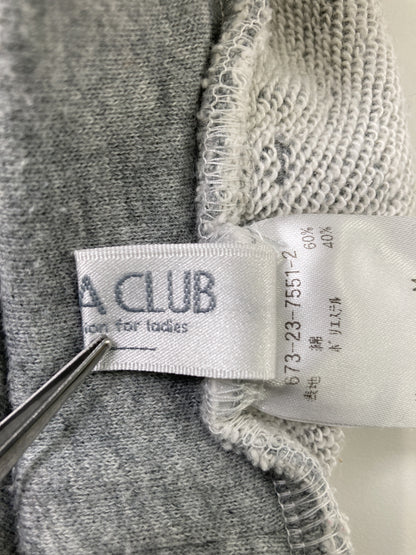 A CLUB
ion for ladies
673-23-7551-2
表地 綿 60%
ポリエステル 40%